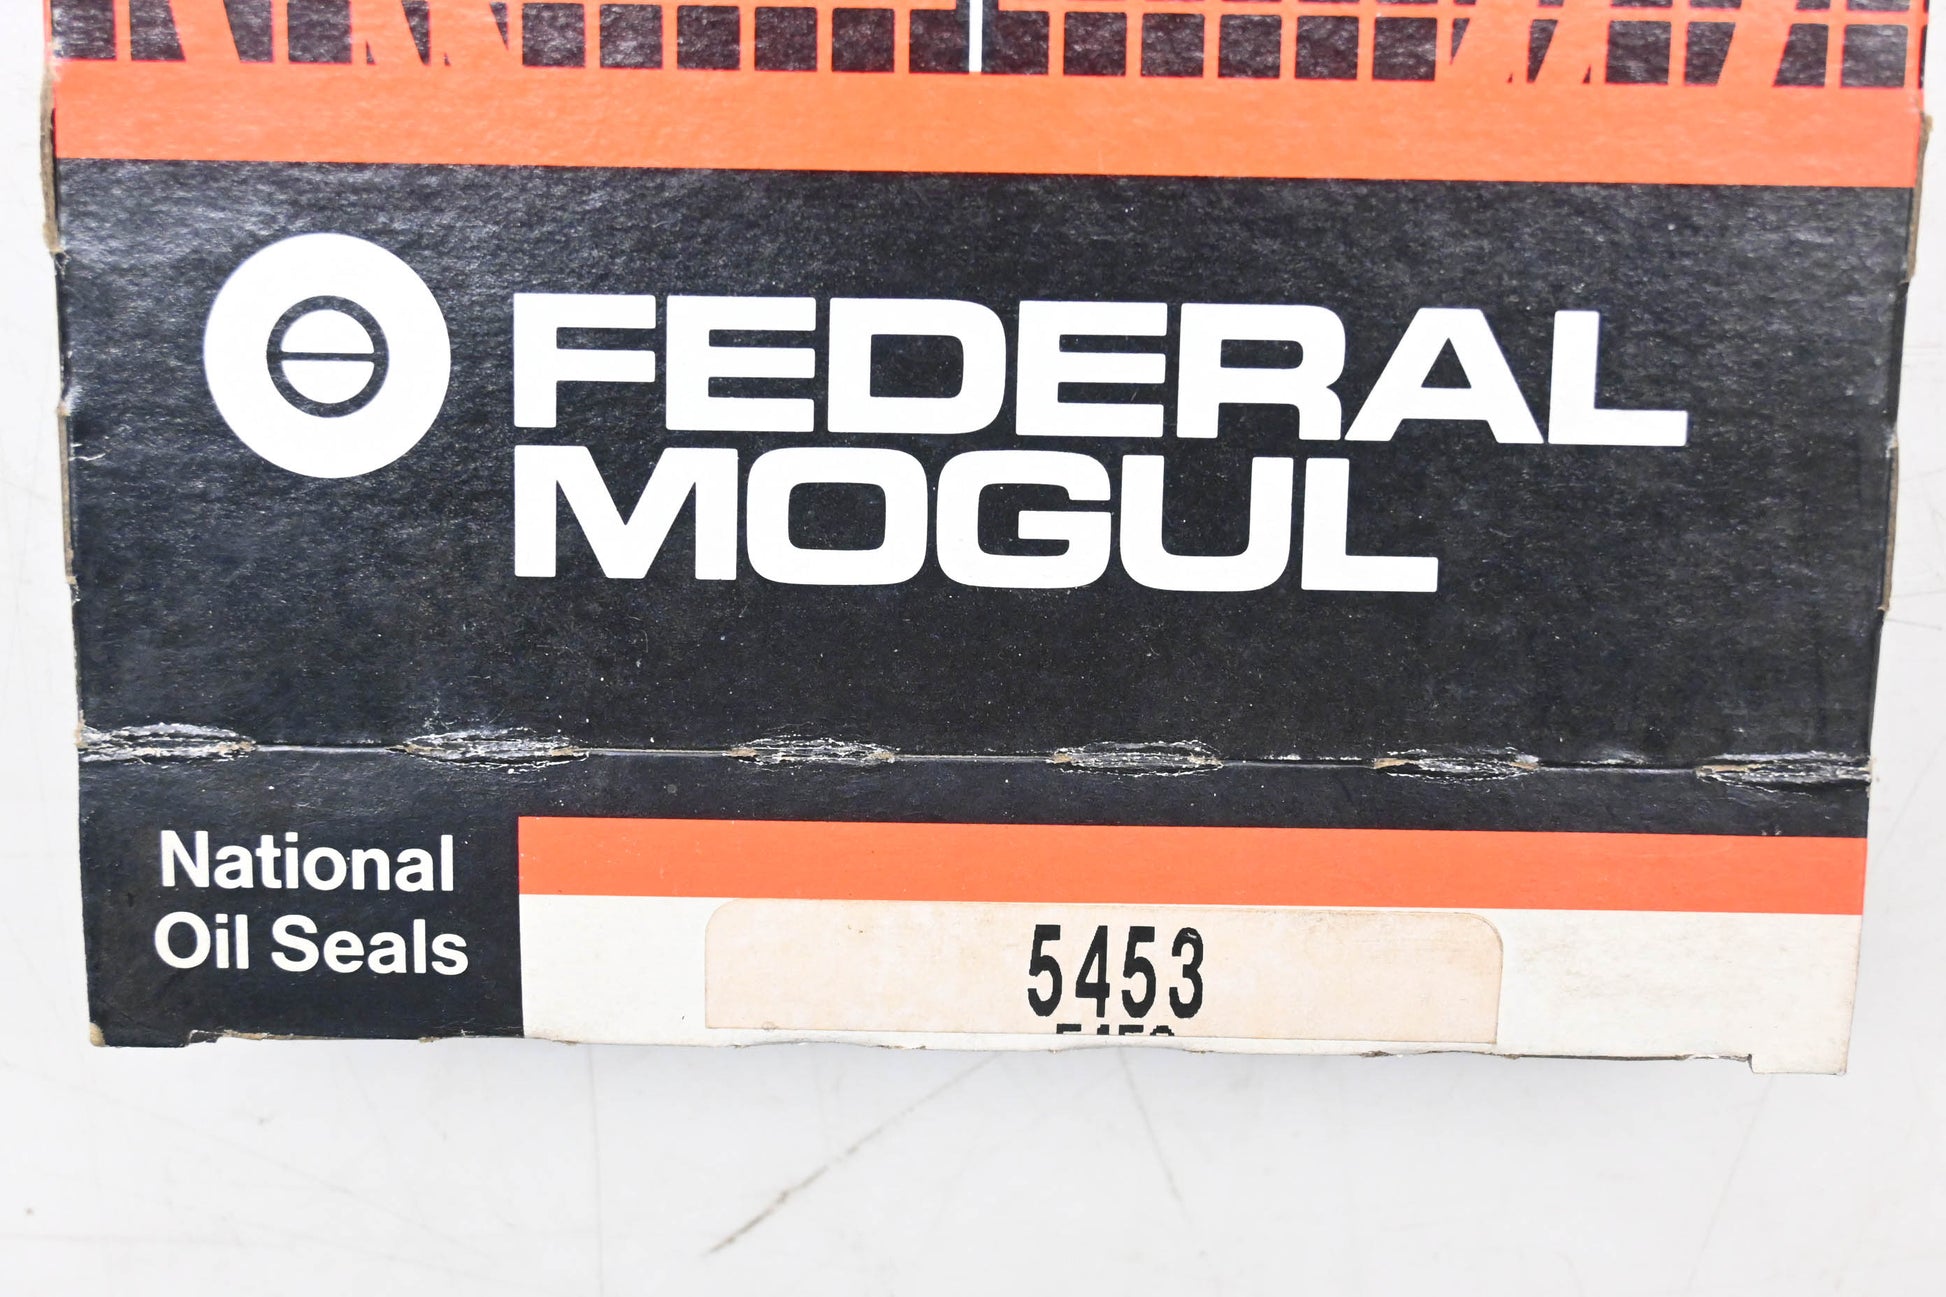 FEDERAL
MOGUL
National
Oil Seals
5453